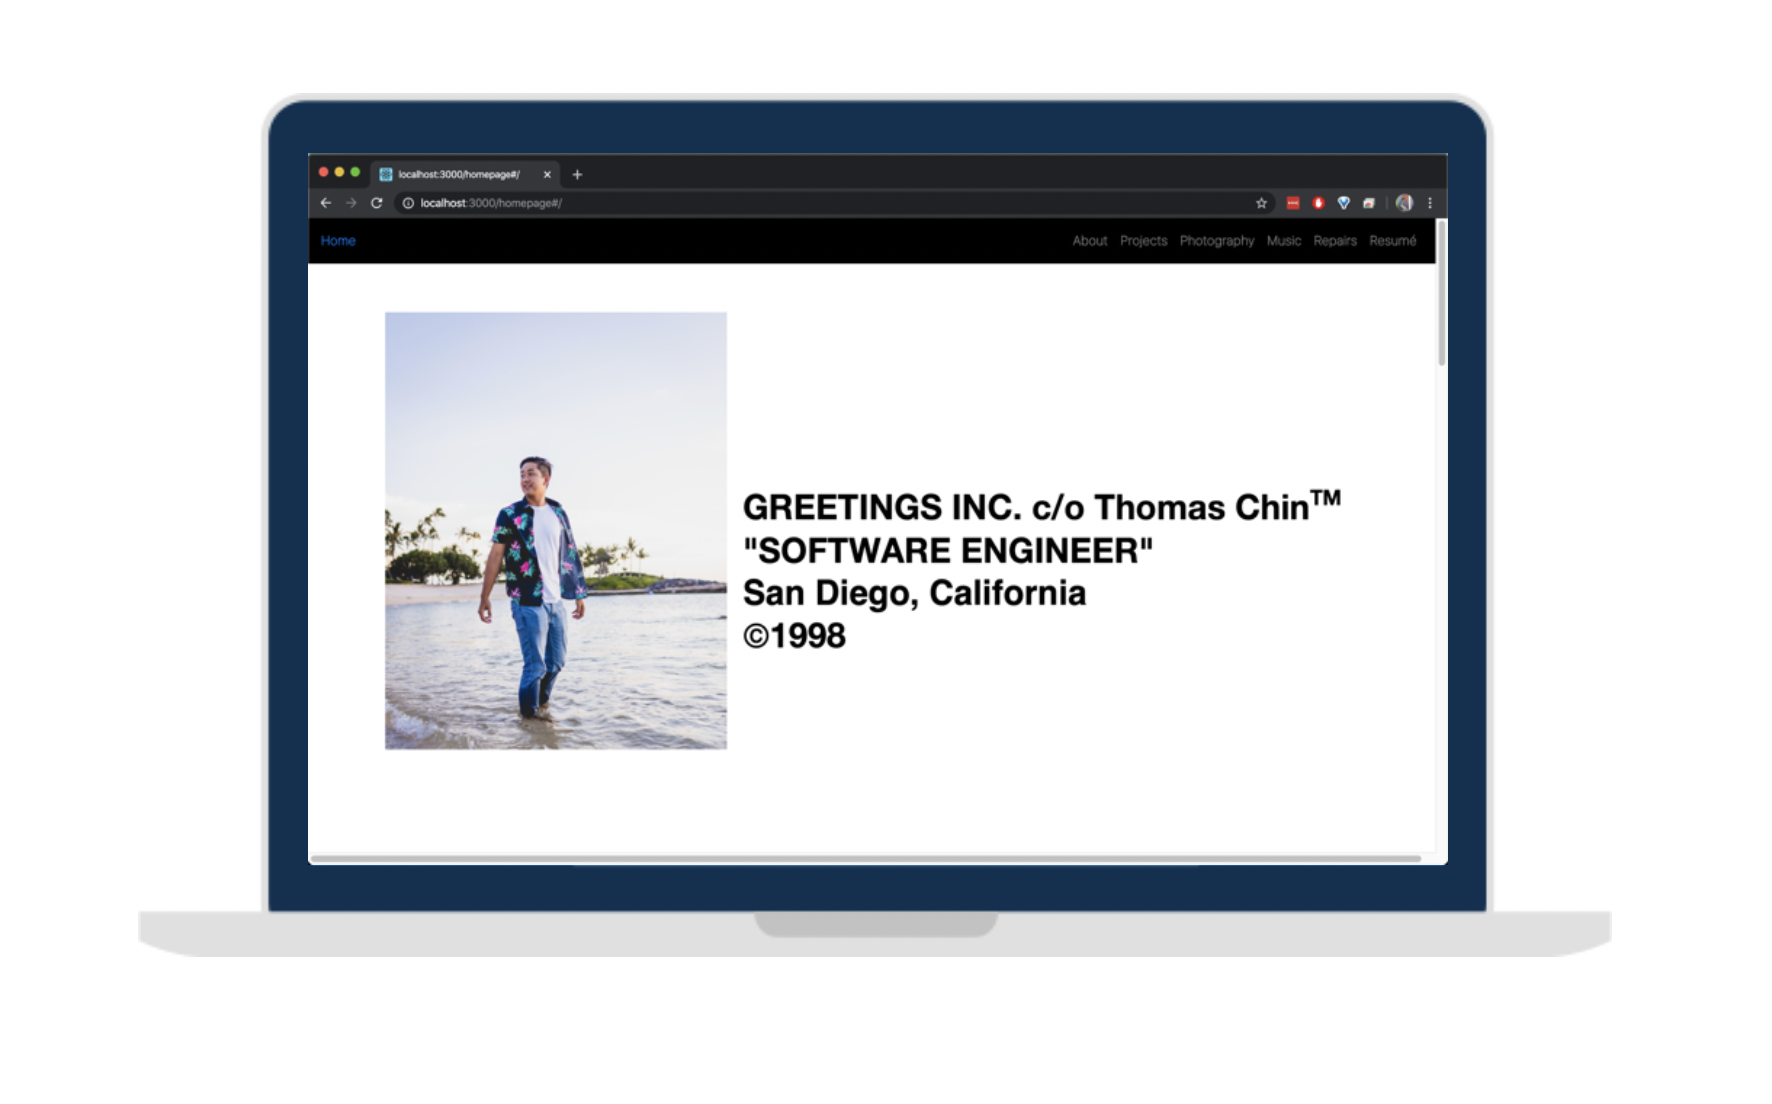 localhost:3000/homepage#/
localhost:3000/homepage#/
Home About Projects Photography Music Repairs Resumé
GREETINGS INC. c/o Thomas Chin™
"SOFTWARE ENGINEER"
San Diego, California
©1998